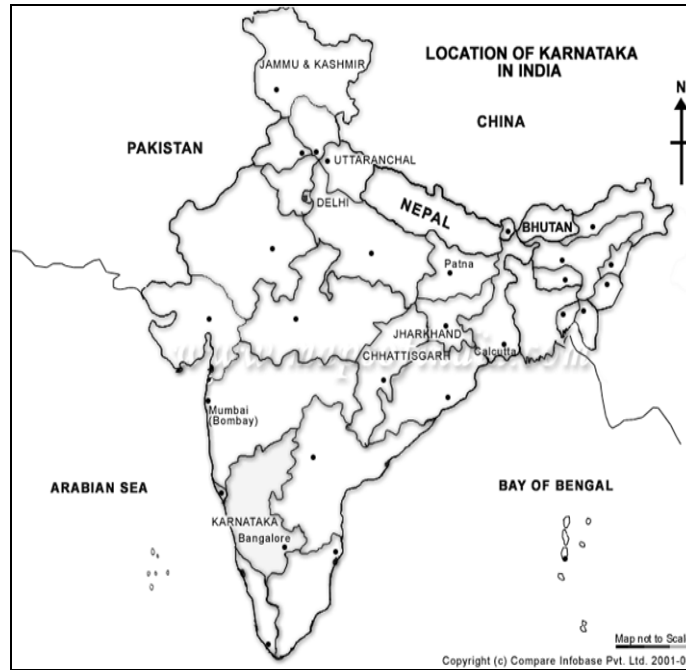 LOCATION OF KARNATAKA
IN INDIA
JAMMU & KASHMIR
N
CHINA
PAKISTAN
UTTARANCHAL
DELHI
NEPAL
BHUTAN
Patna
JHARKHAND
CHHATTISGARH
Calcutta
Mumbai
(Bombay)
ARABIAN SEA
BAY OF BENGAL
KARNATAKA
Bangalore
Map not to Scal
Copyright (c) Compare Infobase Pvt. Ltd. 2001-0